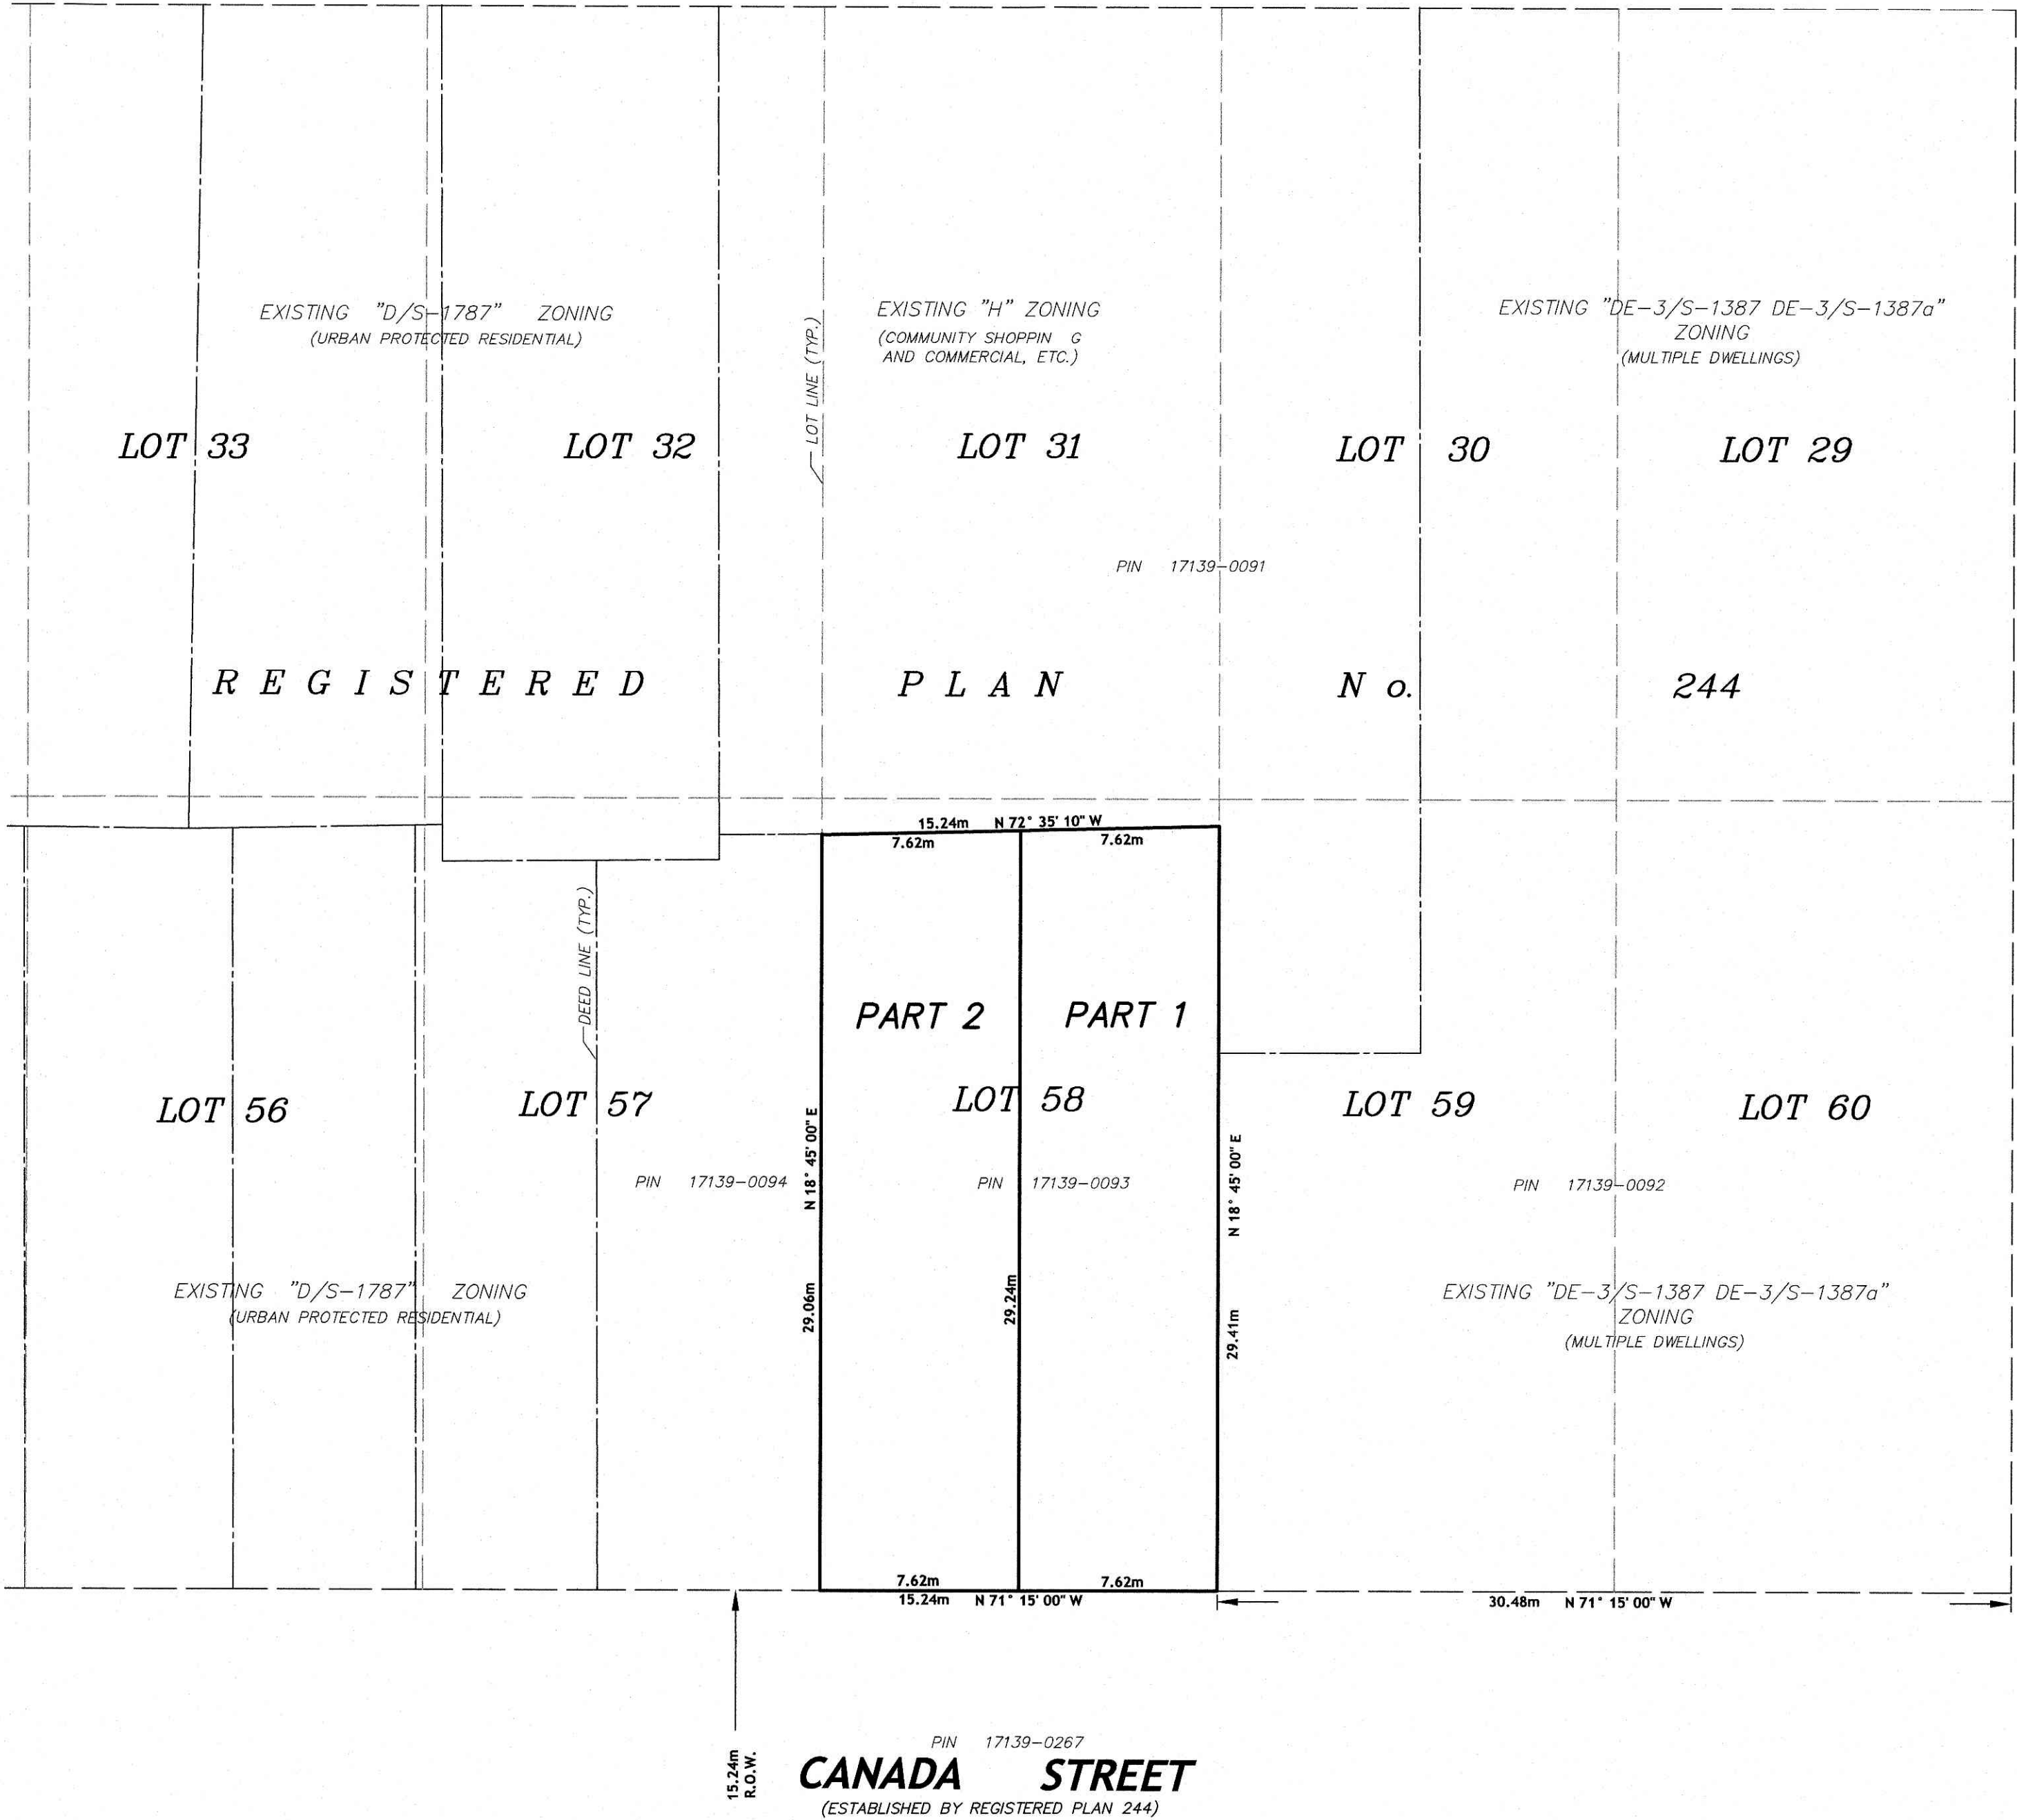 EXISTING "D/S-1787" ZONING
(URBAN PROTECTED RESIDENTIAL)
EXISTING "H" ZONING
(COMMUNITY SHOPPIN G
AND COMMERCIAL, ETC.)
EXISTING "DE-3/S-1387 DE-3/S-1387a"
ZONING
(MULTIPLE DWELLINGS)
LOT LINE (TYP.)
LOT 33
LOT 32
LOT 31
LOT 30
LOT 29
PIN 17139-0091
REGISTERED PLAN No. 244
15.24m N 72° 35' 10" W
7.62m
7.62m
DEED LINE (TYP.)
PART 2
PART 1
LOT 56
LOT 57
LOT 58
LOT 59
LOT 60
N 18° 45' 00" E
N 18° 45' 00" E
PIN 17139-0094
PIN 17139-0093
PIN 17139-0092
29.06m
29.24m
29.41m
EXISTING "D/S-1787" ZONING
(URBAN PROTECTED RESIDENTIAL)
EXISTING "DE-3/S-1387 DE-3/S-1387a"
ZONING
(MULTIPLE DWELLINGS)
7.62m
7.62m
15.24m N 71° 15' 00" W
30.48m N 71° 15' 00" W
15.24m
R.O.W.
PIN 17139-0267
CANADA STREET
(ESTABLISHED BY REGISTERED PLAN 244)